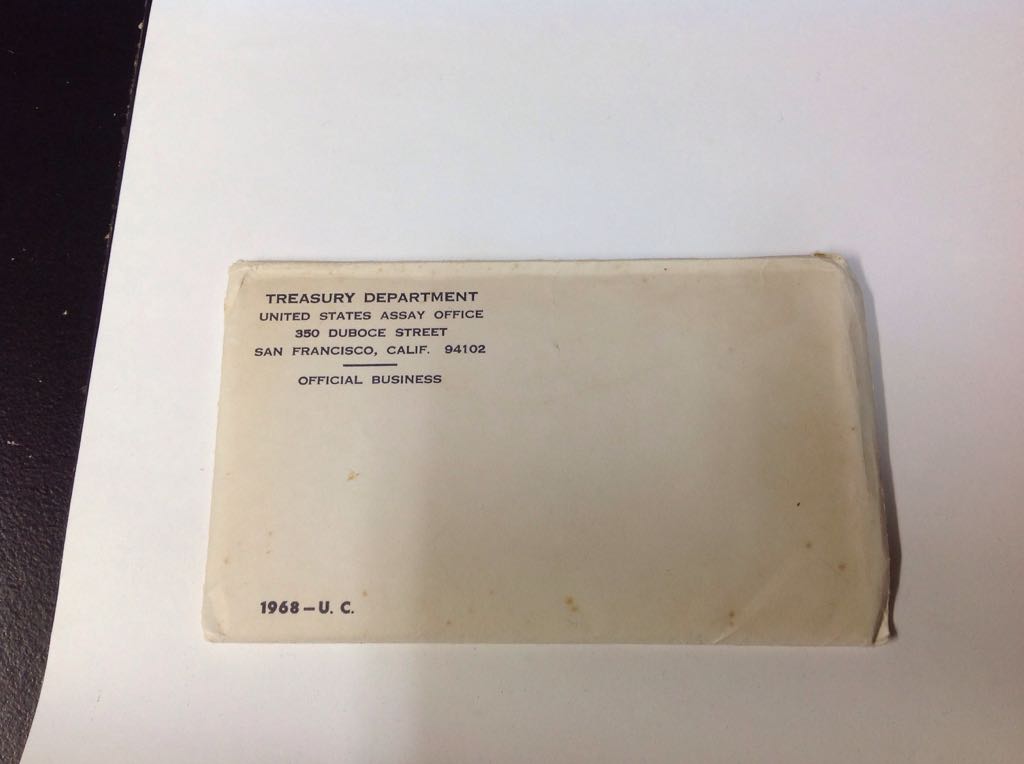 TREASURY DEPARTMENT
UNITED STATES ASSAY OFFICE
350 DUBOCE STREET
SAN FRANCISCO, CALIF. 94102
OFFICIAL BUSINESS
1968–U. C.